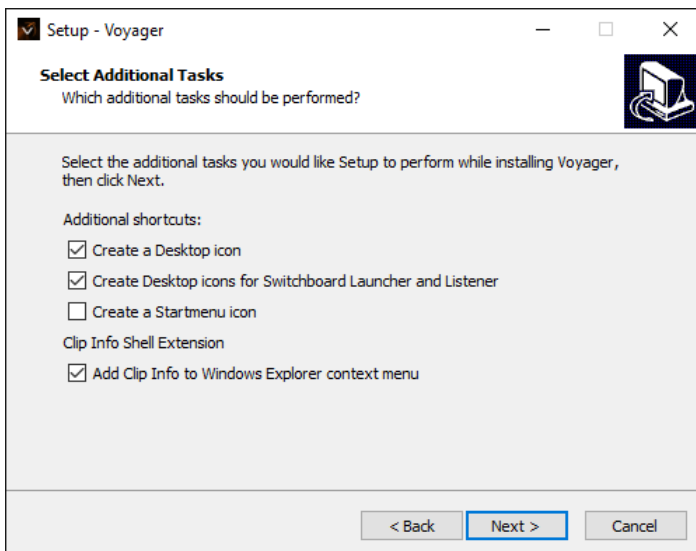 Setup - Voyager
Select Additional Tasks
Which additional tasks should be performed?
Select the additional tasks you would like Setup to perform while installing Voyager,
then click Next.
Additional shortcuts:
Create a Desktop icon
Create Desktop icons for Switchboard Launcher and Listener
Create a Startmenu icon
Clip Info Shell Extension
Add Clip Info to Windows Explorer context menu
< Back Next > Cancel